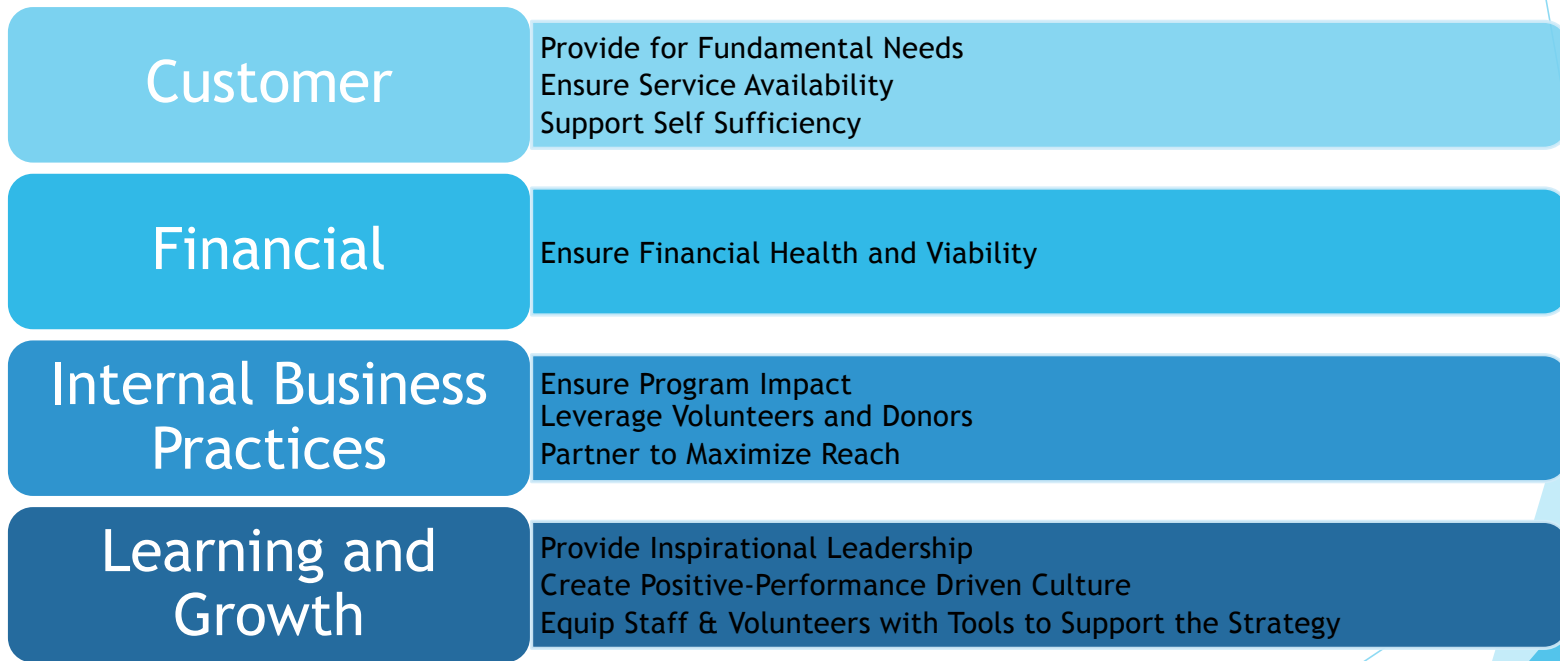 Customer
Provide for Fundamental Needs
Ensure Service Availability
Support Self Sufficiency
Financial
Ensure Financial Health and Viability
Internal Business
Practices
Ensure Program Impact
Leverage Volunteers and Donors
Partner to Maximize Reach
Learning and
Growth
Provide Inspirational Leadership
Create Positive-Performance Driven Culture
Equip Staff & Volunteers with Tools to Support the Strategy